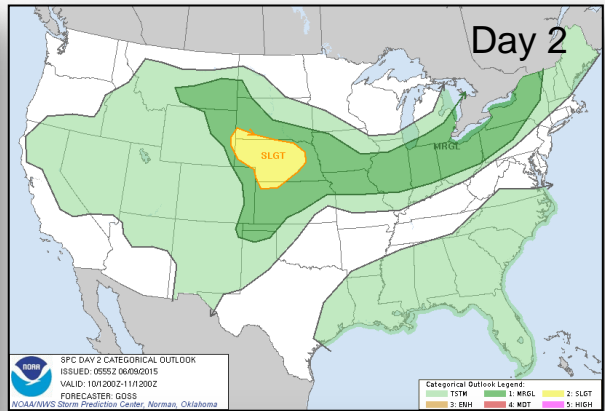 Day 2
MRGL
SLGT
NOAA
SPC DAY 2 CATEGORICAL OUTLOOK
ISSUED: 0555Z 06/09/2015
VALID: 10/1200Z-11/1200Z
FORECASTER: GOSS
NOAA/NWS Storm Prediction Center, Norman, Oklahoma
Categorical Outlook Legend:
TSTM 1: MRGL 2: SLGT
3: ENH 4: MDT 5: HIGH